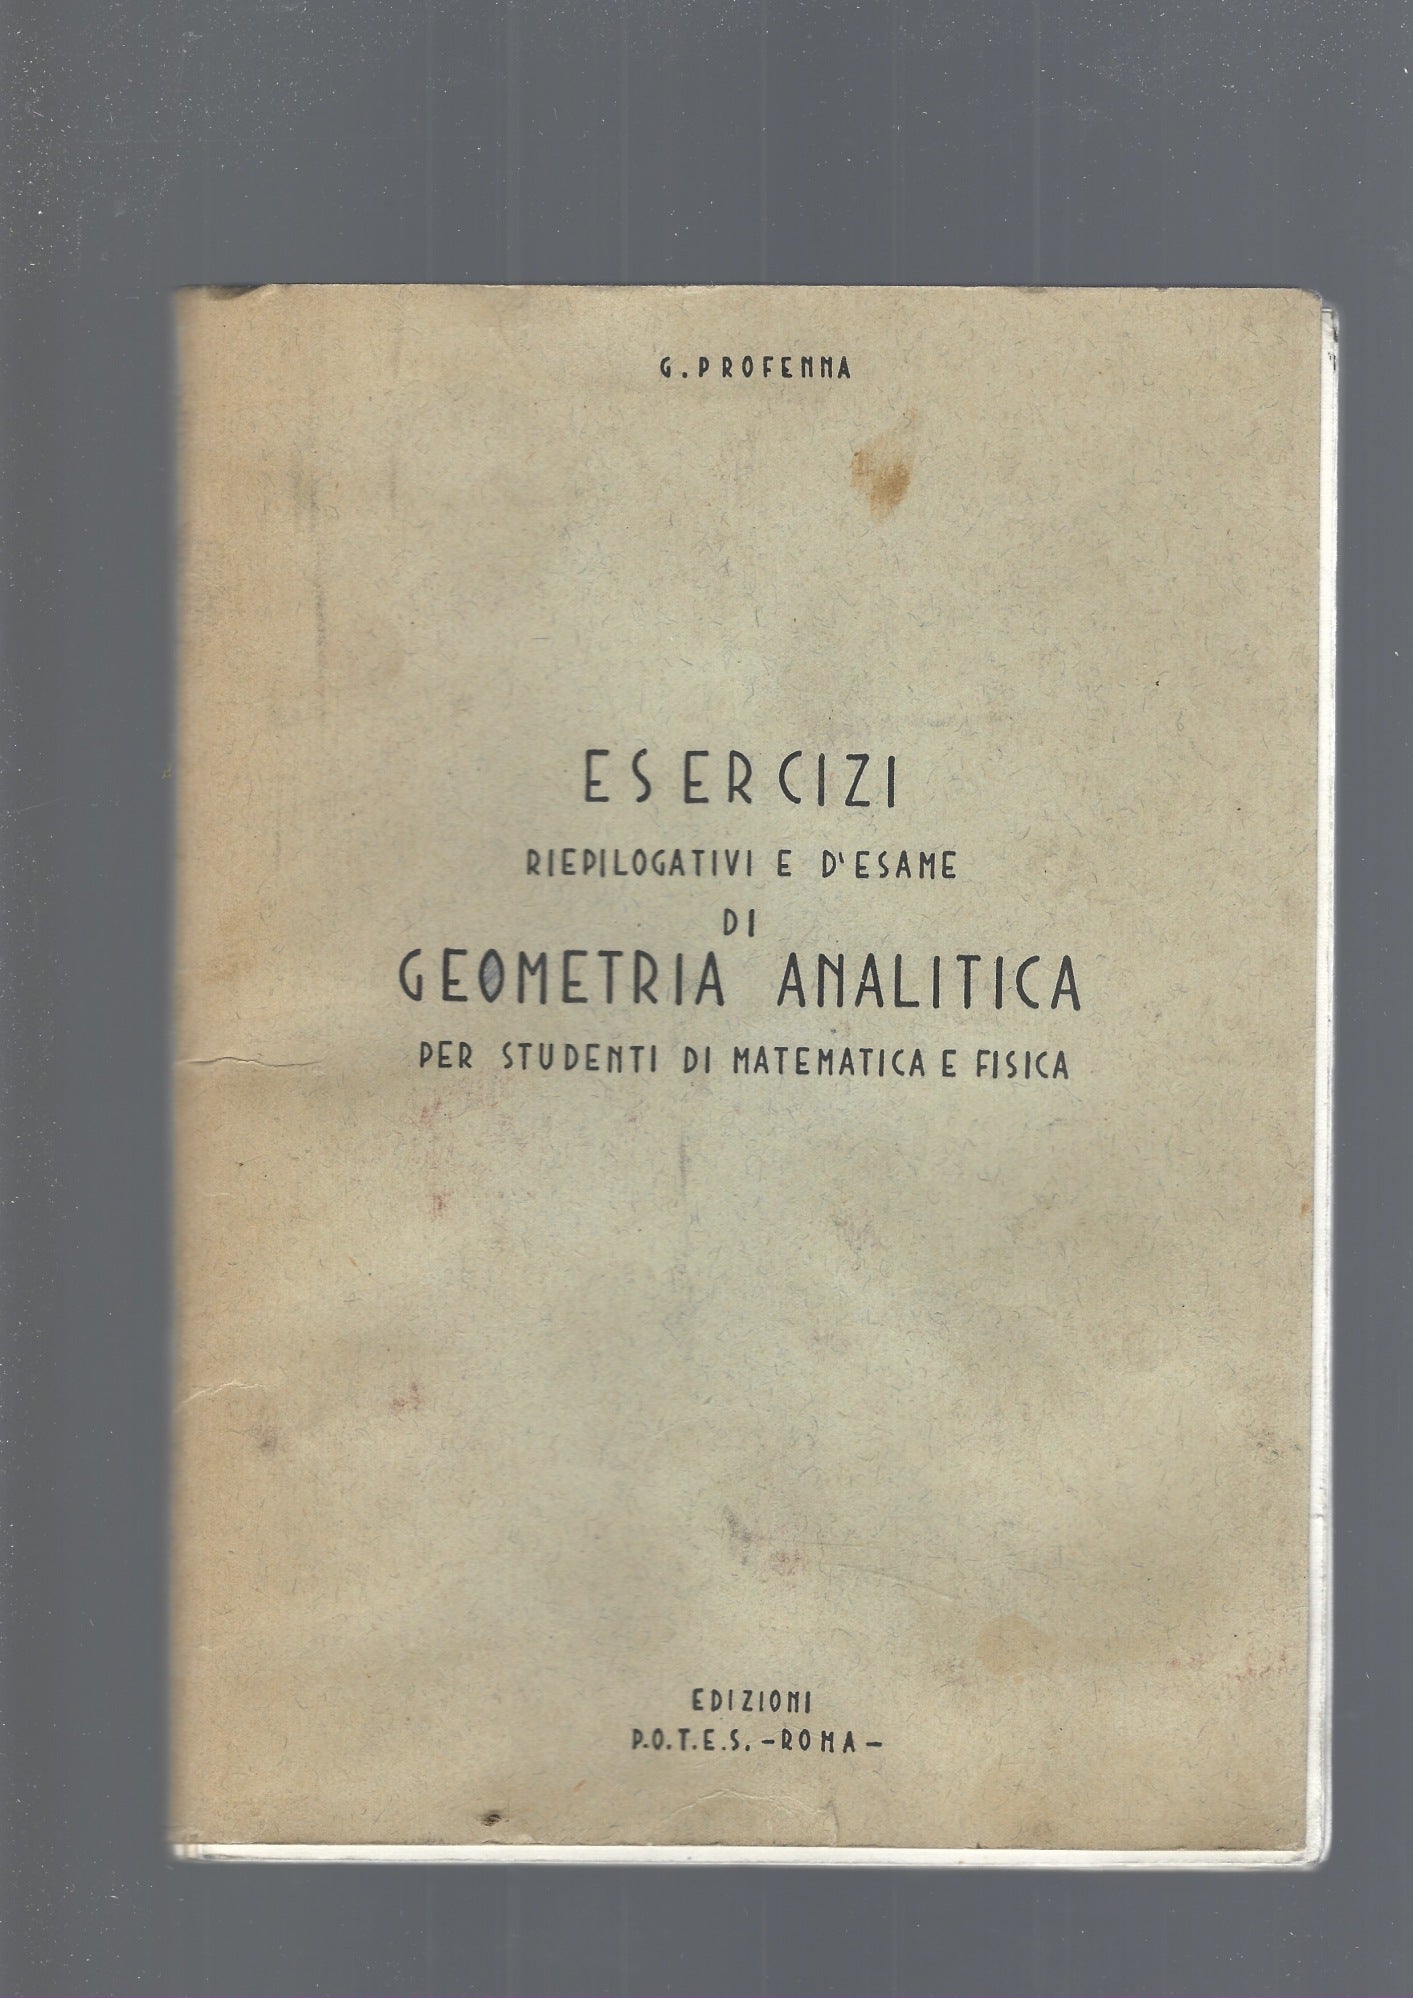 G. PROFENNA
ESERCIZI
RIEPILOGATIVI E D'ESAME
DI
GEOMETRIA ANALITICA
PER STUDENTI DI MATEMATICA E FISICA
EDIZIONI
P.O.T.E.S. -ROMA-